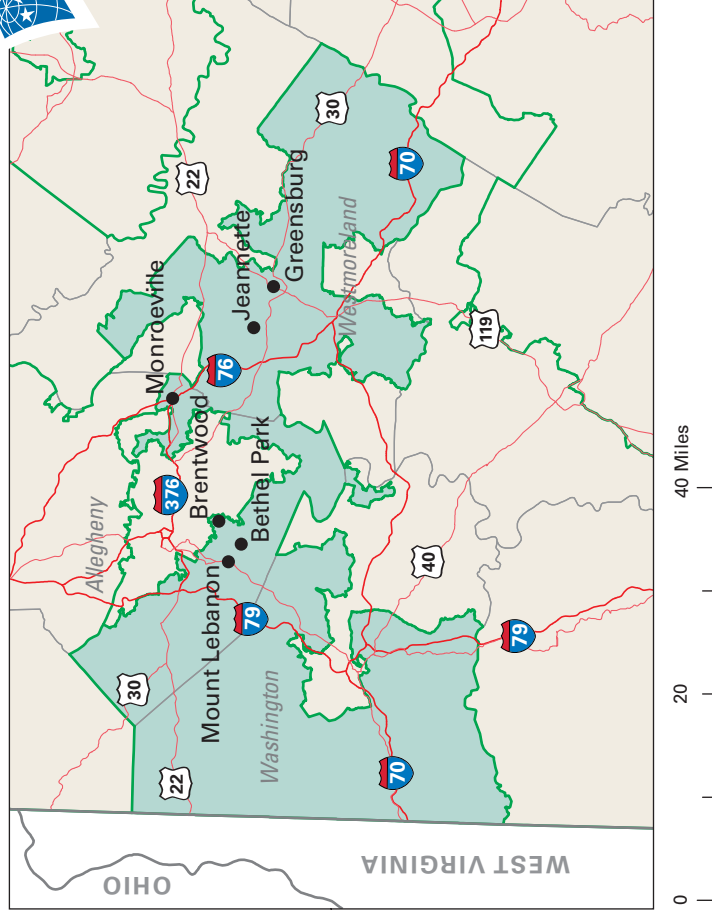 22
30
Monroeville
Jeannette
Greensburg
70
Westmoreland
76
119
Allegheny
376
Brentwood
Bethel Park
Mount Lebanon
79
40
30
Washington
79
22
70
OHIO
WEST VIRGINIA
0
20
40 Miles